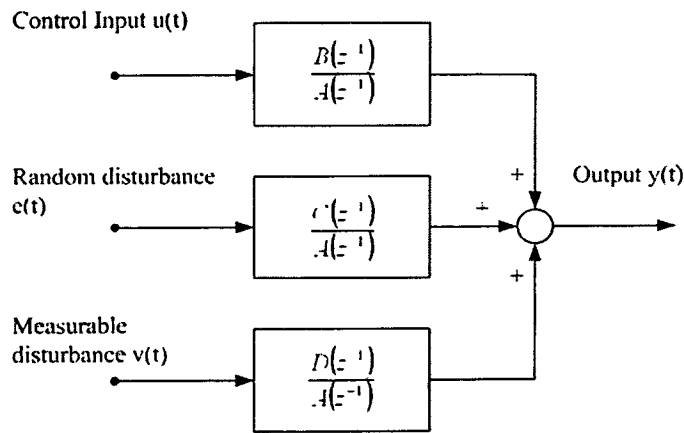 Control Input u(t)
B(z⁻¹)
A(z⁻¹)
+
Random disturbance
e(t)
C(z⁻¹)
A(z⁻¹)
+
Output y(t)
+
Measurable
disturbance v(t)
D(z⁻¹)
A(z⁻¹)